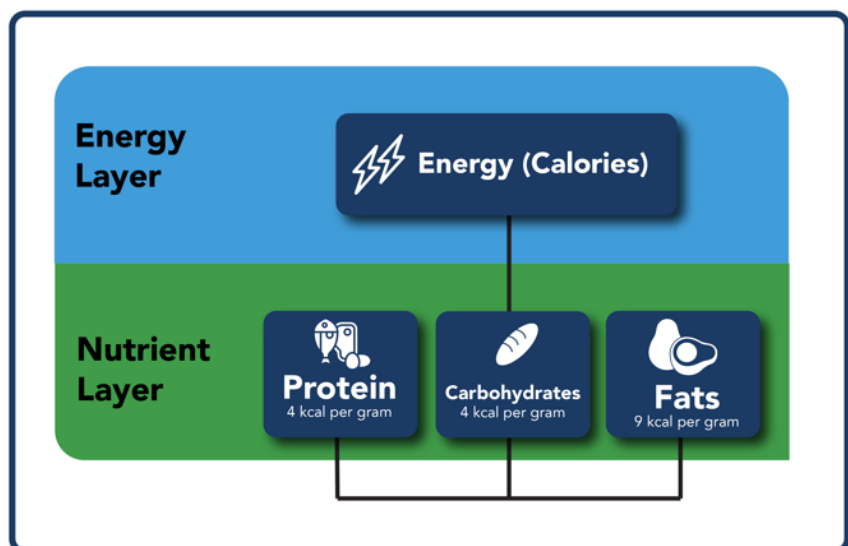 Energy
Layer
Energy (Calories)
Nutrient
Layer
Protein
4 kcal per gram
Carbohydrates
4 kcal per gram
Fats
9 kcal per gram